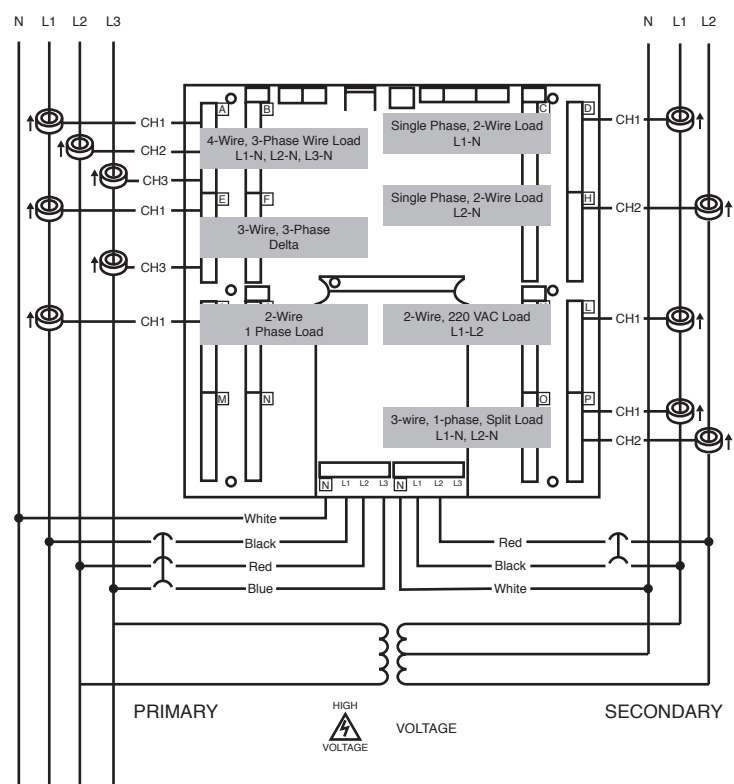 N L1 L2 L3
N L1 L2
A B C D
CH1
CH2
CH3
4-Wire, 3-Phase Wire Load
L1-N, L2-N, L3-N
Single Phase, 2-Wire Load
L1-N
CH1
E F H
CH1
CH3
3-Wire, 3-Phase
Delta
Single Phase, 2-Wire Load
L2-N
CH2
CH1
2-Wire
1 Phase Load
2-Wire, 220 VAC Load
L1-L2
L
CH1
M N O P
3-wire, 1-phase, Split Load
L1-N, L2-N
CH1
CH2
N L1 L2 L3 N L1 L2 L3
White
Black
Red
Blue
Red
Black
White
PRIMARY
HIGH
VOLTAGE
VOLTAGE
SECONDARY